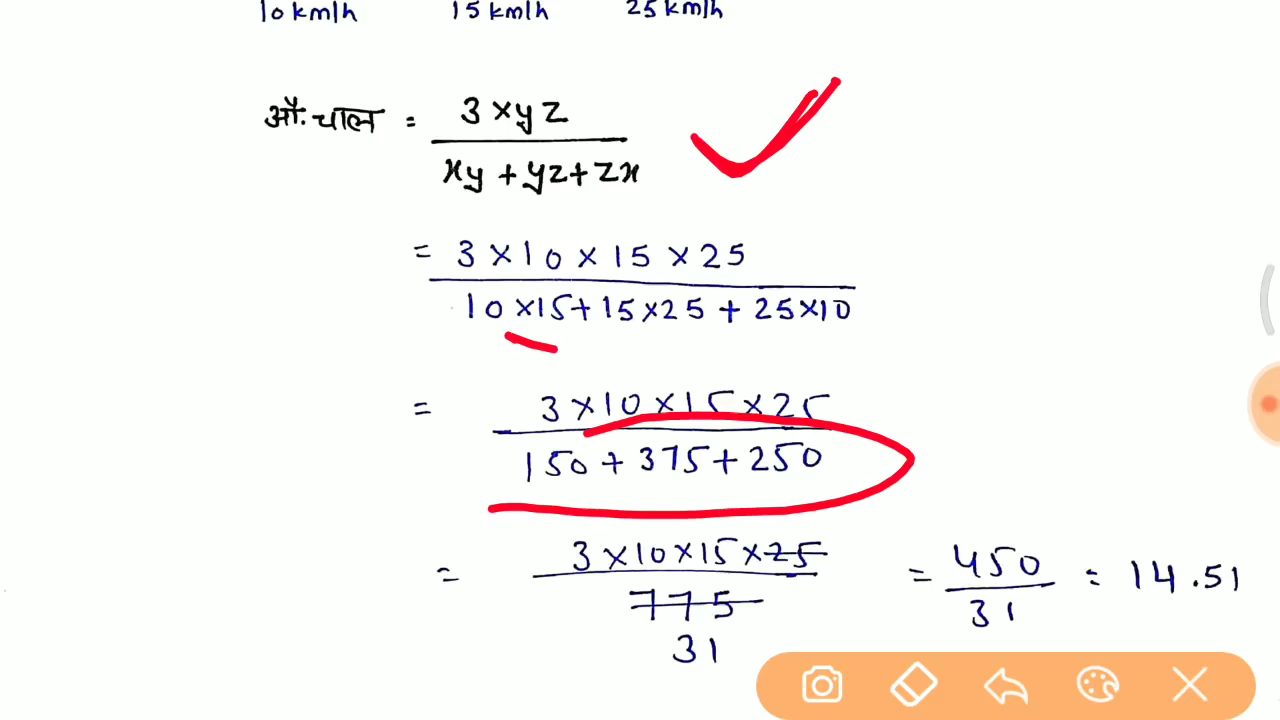 10 km/h 15 km/h 25 km/h
औ. चाल = 3xyz / xy + yz + zx
= 3 × 10 × 15 × 25 / 10 × 15 + 15 × 25 + 25 × 10
= 3 × 10 × 15 × 25 / 150 + 375 + 250
= 3 × 10 × 15 × 25 / 775 = 450 / 31 = 14.51
31